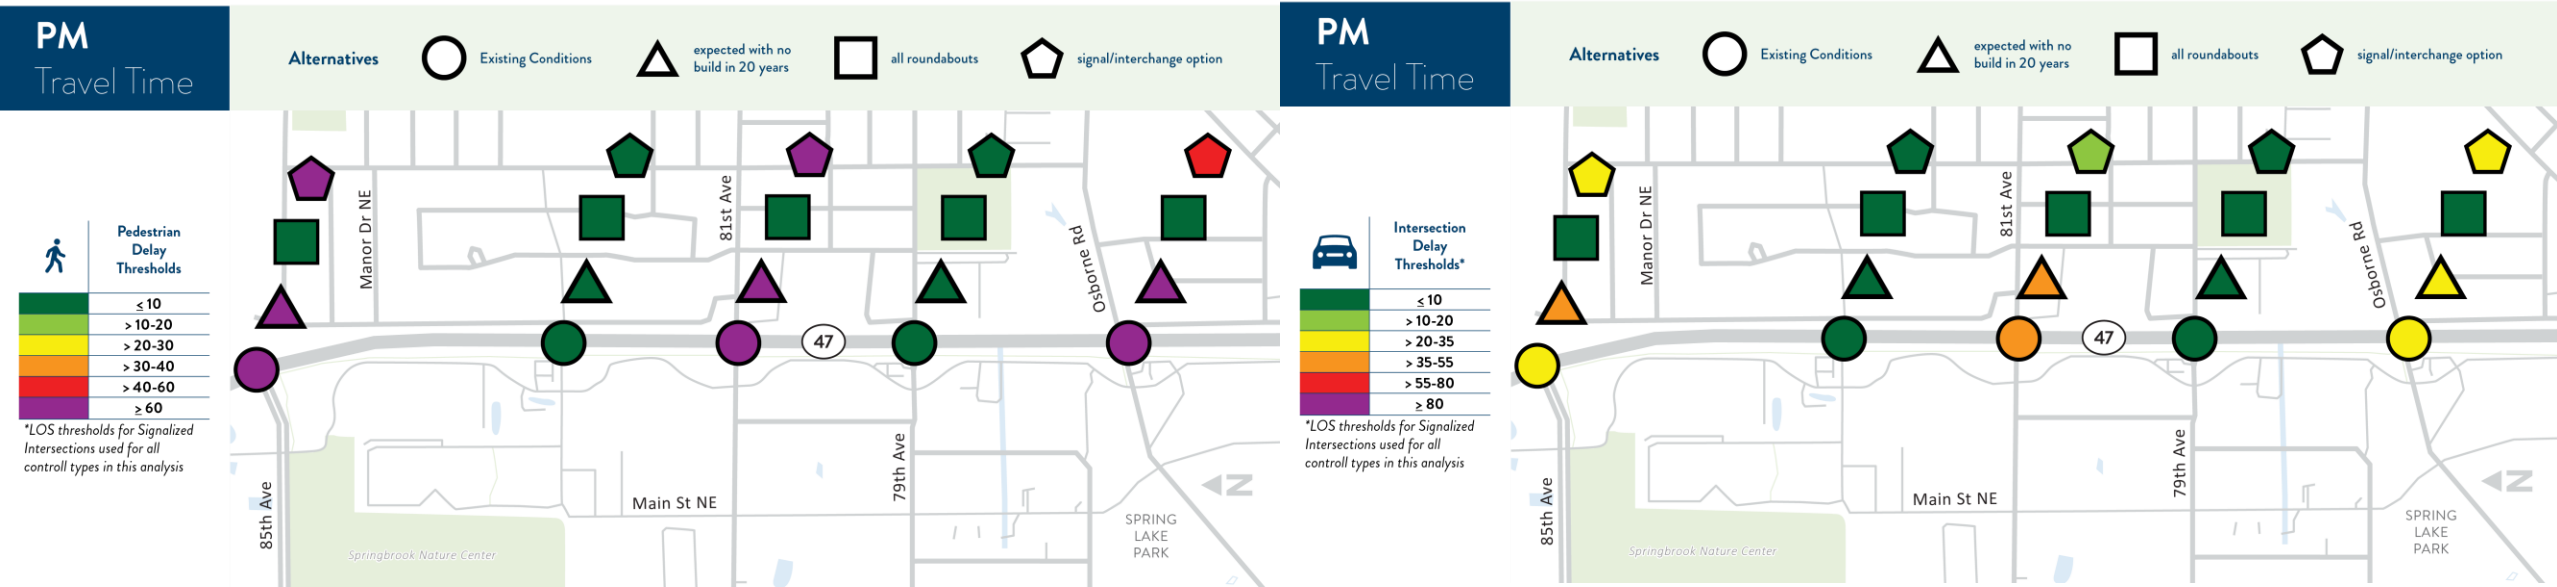 PM
Travel Time
Alternatives
Existing Conditions
expected with no
build in 20 years
all roundabouts
signal/interchange option
Pedestrian
Delay
Thresholds
≤ 10
> 10-20
> 20-30
> 30-40
> 40-60
≥ 60
*LOS thresholds for Signalized
Intersections used for all
controll types in this analysis
Manor Dr NE
81st Ave
Osborne Rd
47
85th Ave
Main St NE
79th Ave
Springbrook Nature Center
SPRING
LAKE
PARK
N
PM
Travel Time
Alternatives
Existing Conditions
expected with no
build in 20 years
all roundabouts
signal/interchange option
Intersection
Delay
Thresholds*
≤ 10
> 10-20
> 20-35
> 35-55
> 55-80
≥ 80
*LOS thresholds for Signalized
Intersections used for all
controll types in this analysis
Manor Dr NE
81st Ave
Osborne Rd
47
85th Ave
Main St NE
79th Ave
Springbrook Nature Center
SPRING
LAKE
PARK
N